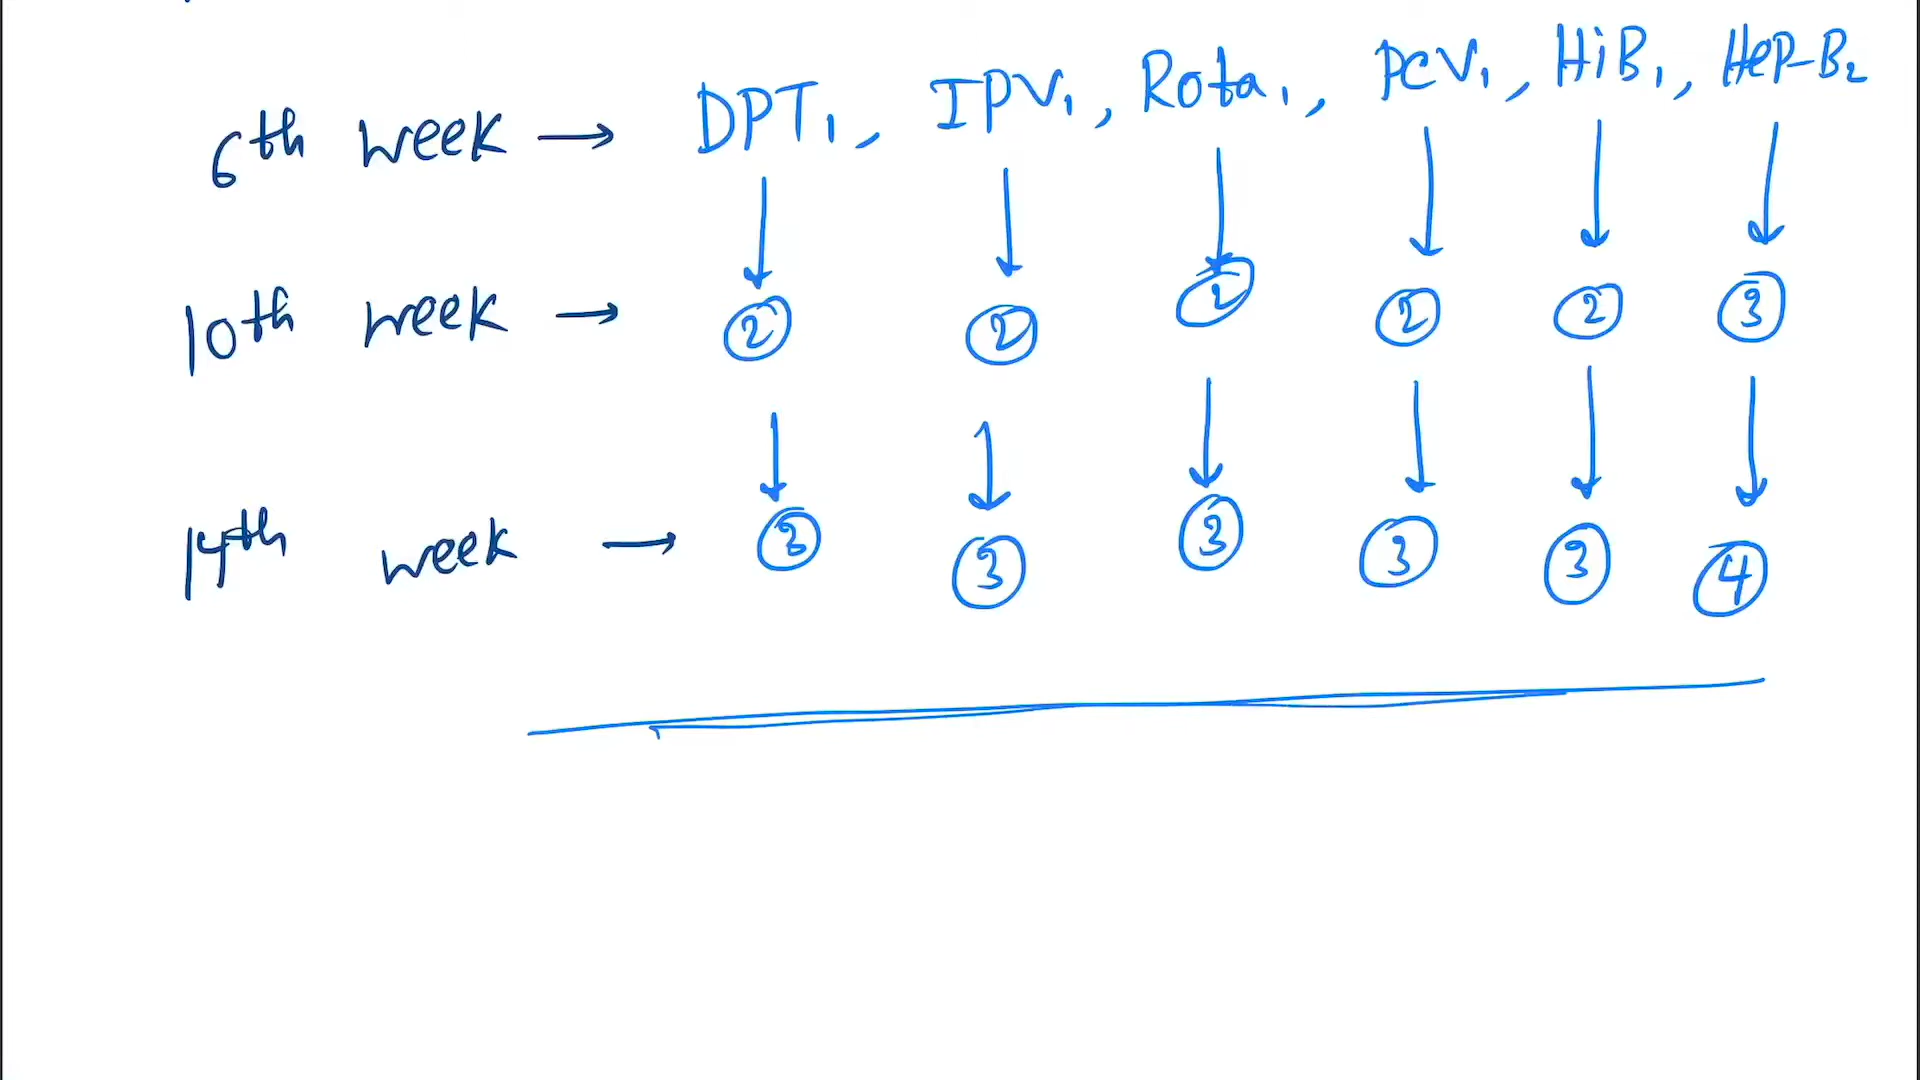 6th week → DPT₁, IPV₁, Rota₁, PCV₁, HiB₁, Hep-B₂
10th week → 2 2 2 2 2 3
14th week → 3 3 3 3 3 4